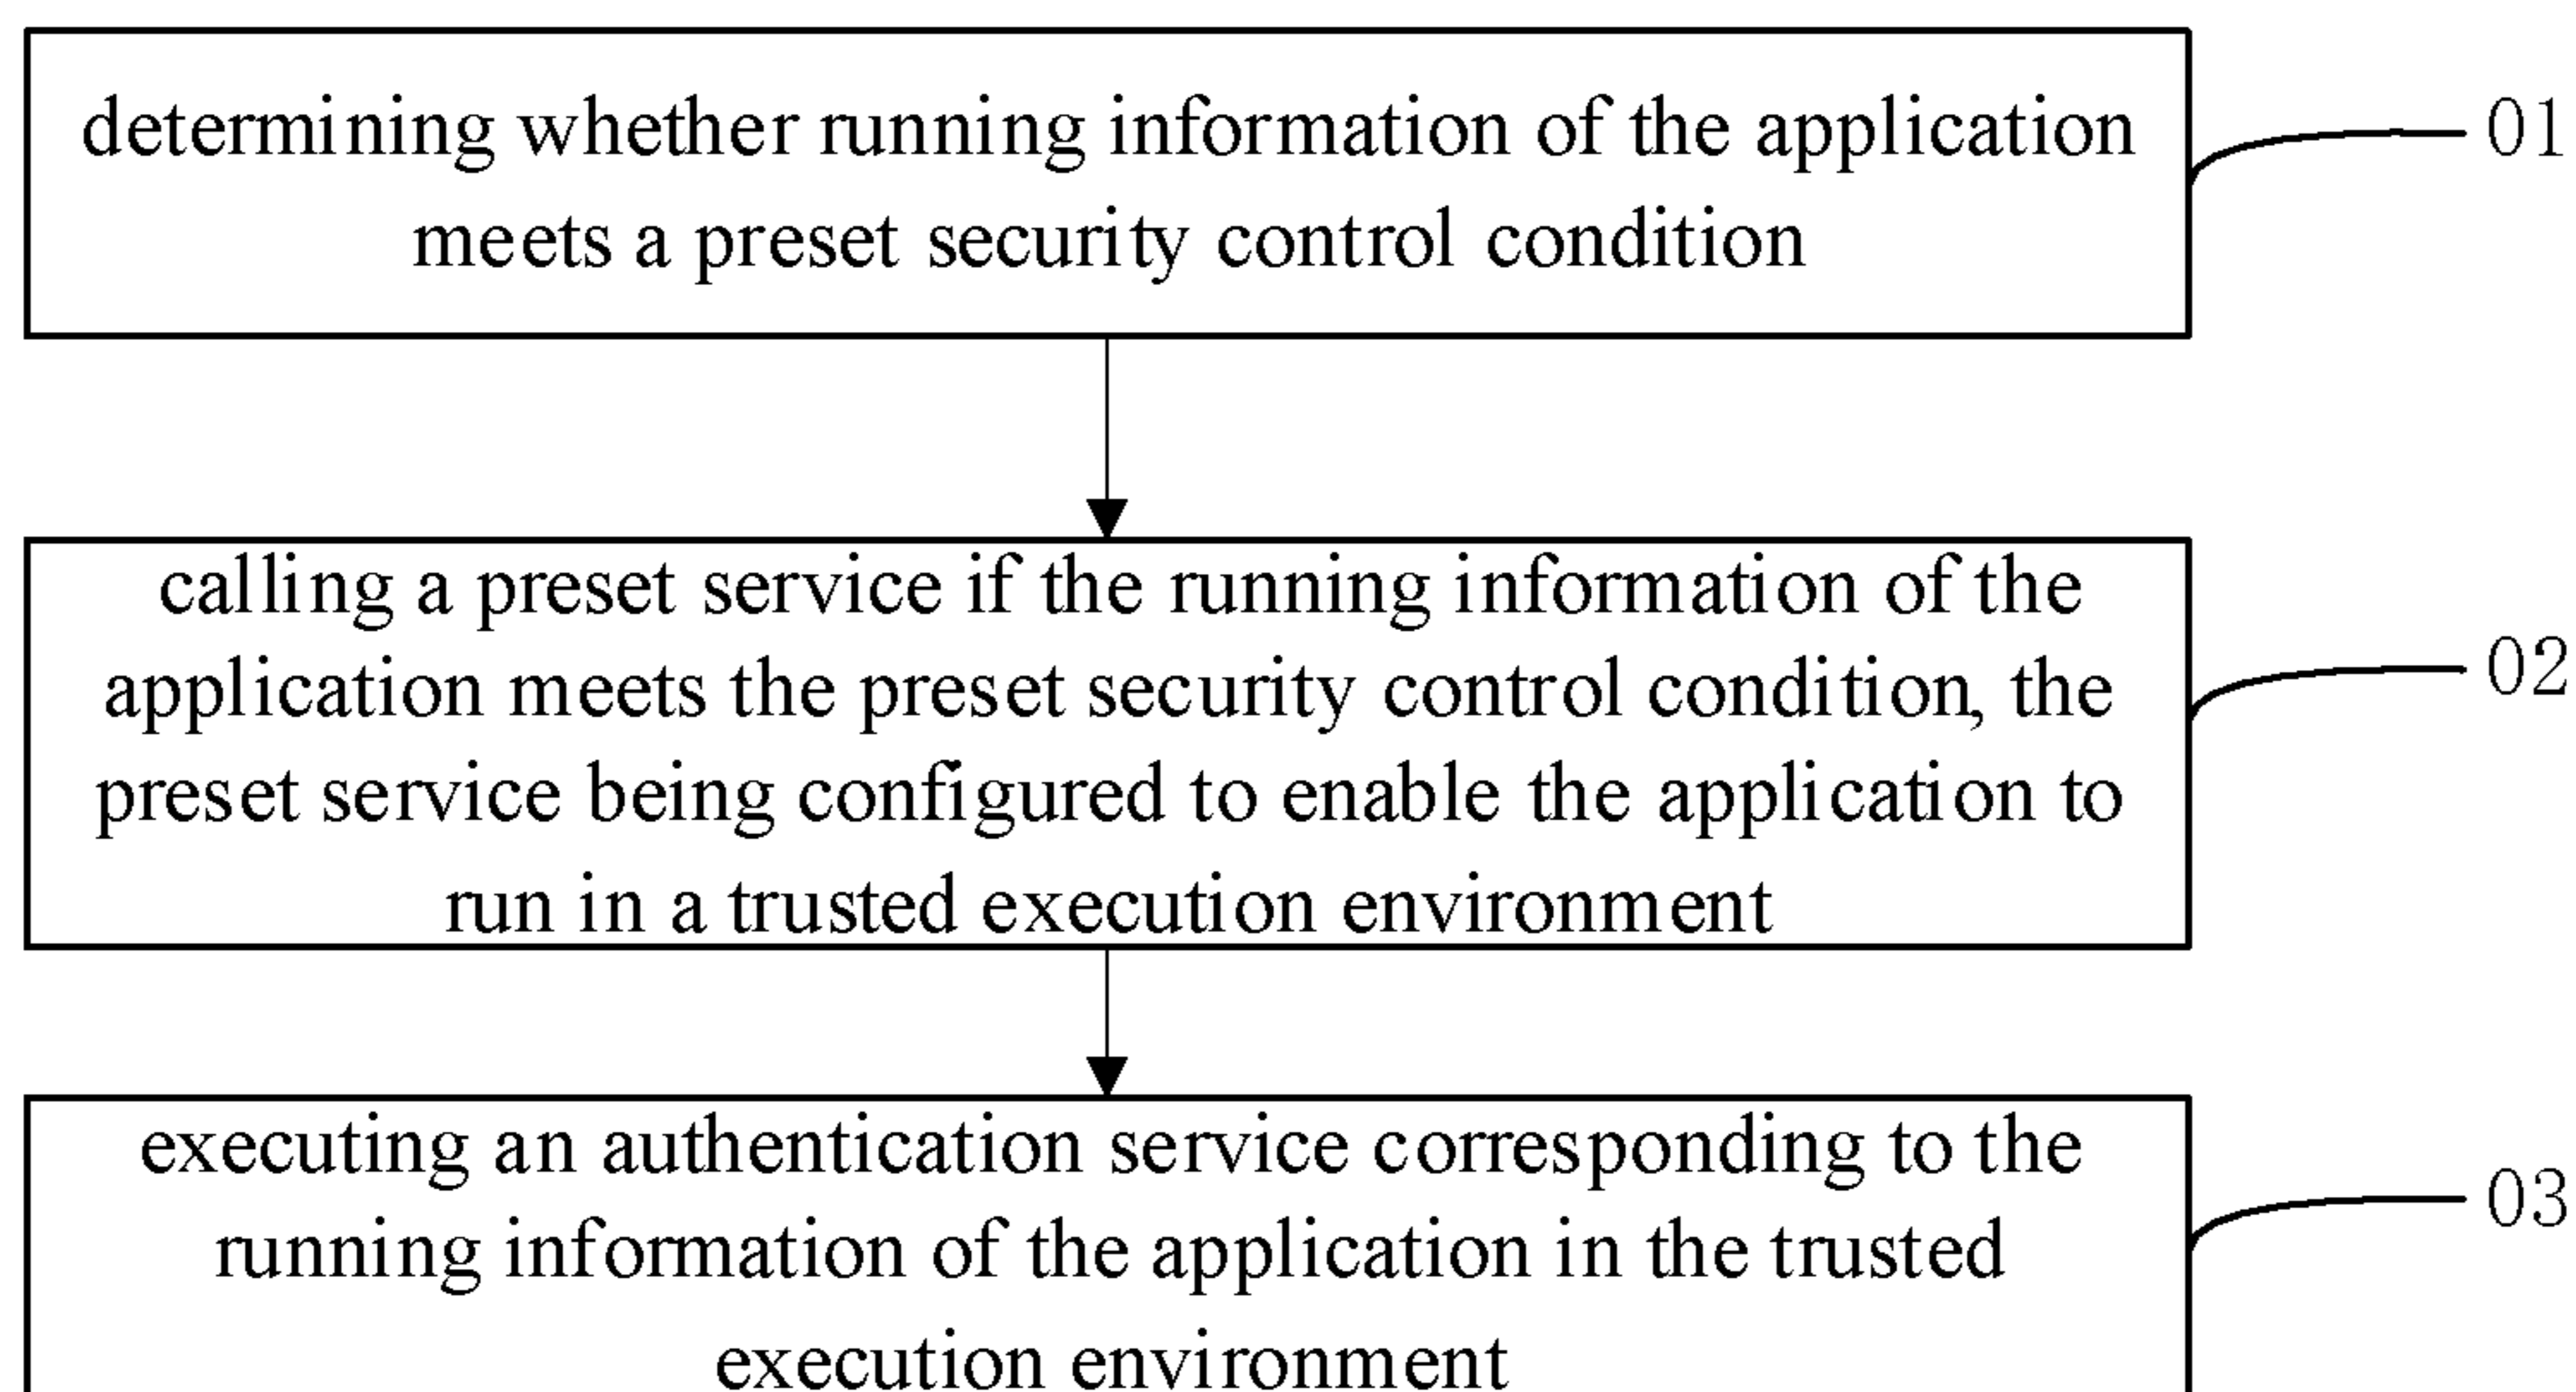 determining whether running information of the application
meets a preset security control condition
01
calling a preset service if the running information of the
application meets the preset security control condition, the
preset service being configured to enable the application to
run in a trusted execution environment
02
executing an authentication service corresponding to the
running information of the application in the trusted
execution environment
03